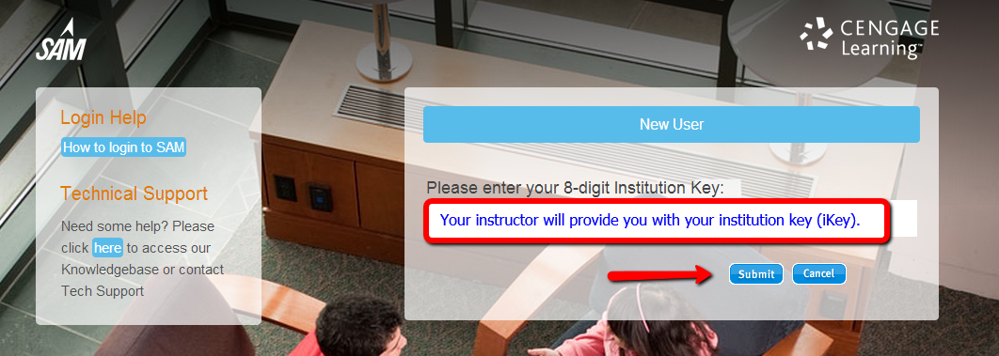 SAM
CENGAGE
Learning™
Login Help
How to login to SAM
Technical Support
Need some help? Please
click here to access our
Knowledgebase or contact
Tech Support
New User
Please enter your 8-digit Institution Key:
Your instructor will provide you with your institution key (iKey).
Submit Cancel